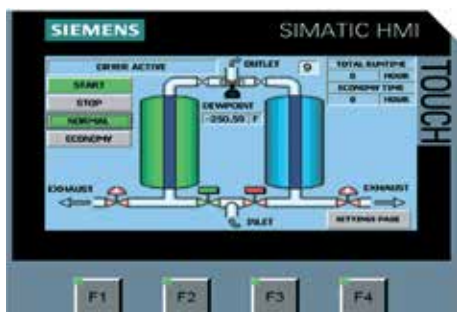 SIEMENS
SIMATIC HMI
TOUCH
DRYER ACTIVE
OUTLET
TOTAL RUNTIME
0 HOUR
ECONOMY TIME
0 HOUR
START
STOP
NORMAL
ECONOMY
DEWPOINT
-250.59 F
EXHAUST
EXHAUST
INLET
SETTINGS PAGE
F1
F2
F3
F4